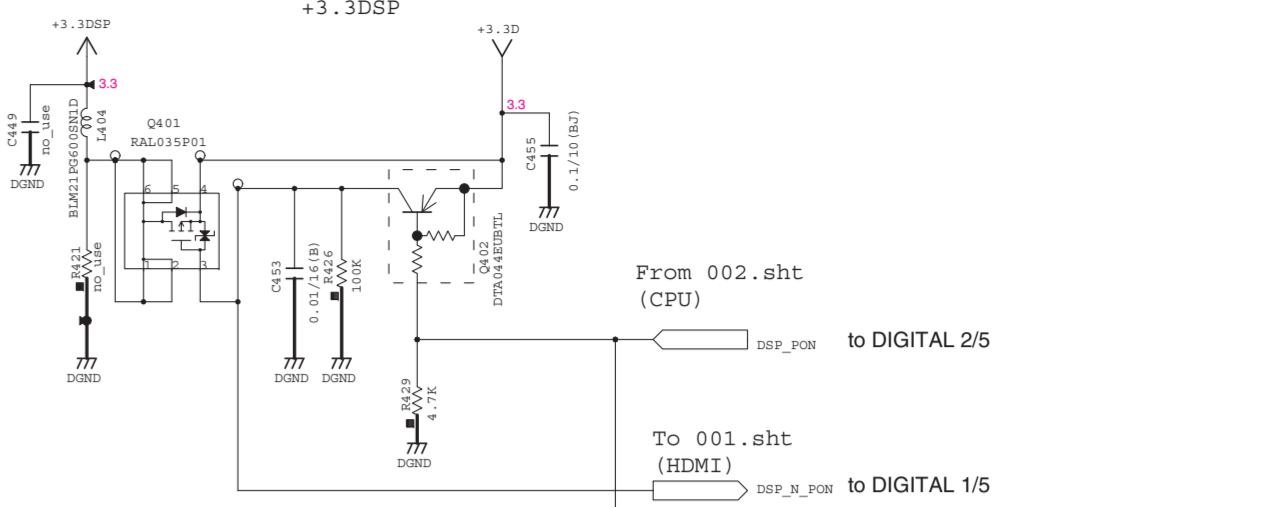 +3.3DSP
+3.3DSP
+3.3D
3.3
3.3
C449
no_use
DGND
BLM21PG600SN1D
L404
Q401
RAL035P01
6 5 4
1 2 3
C455
0.1/10(BJ)
DGND
R421
no_use
DGND
C453
0.01/16(B)
DGND
R426
100K
DGND
Q402
DTA044EUBTL
R429
4.7K
DGND
From 002.sht
(CPU)
DSP_PON
to DIGITAL 2/5
To 001.sht
(HDMI)
DSP_N_PON
to DIGITAL 1/5